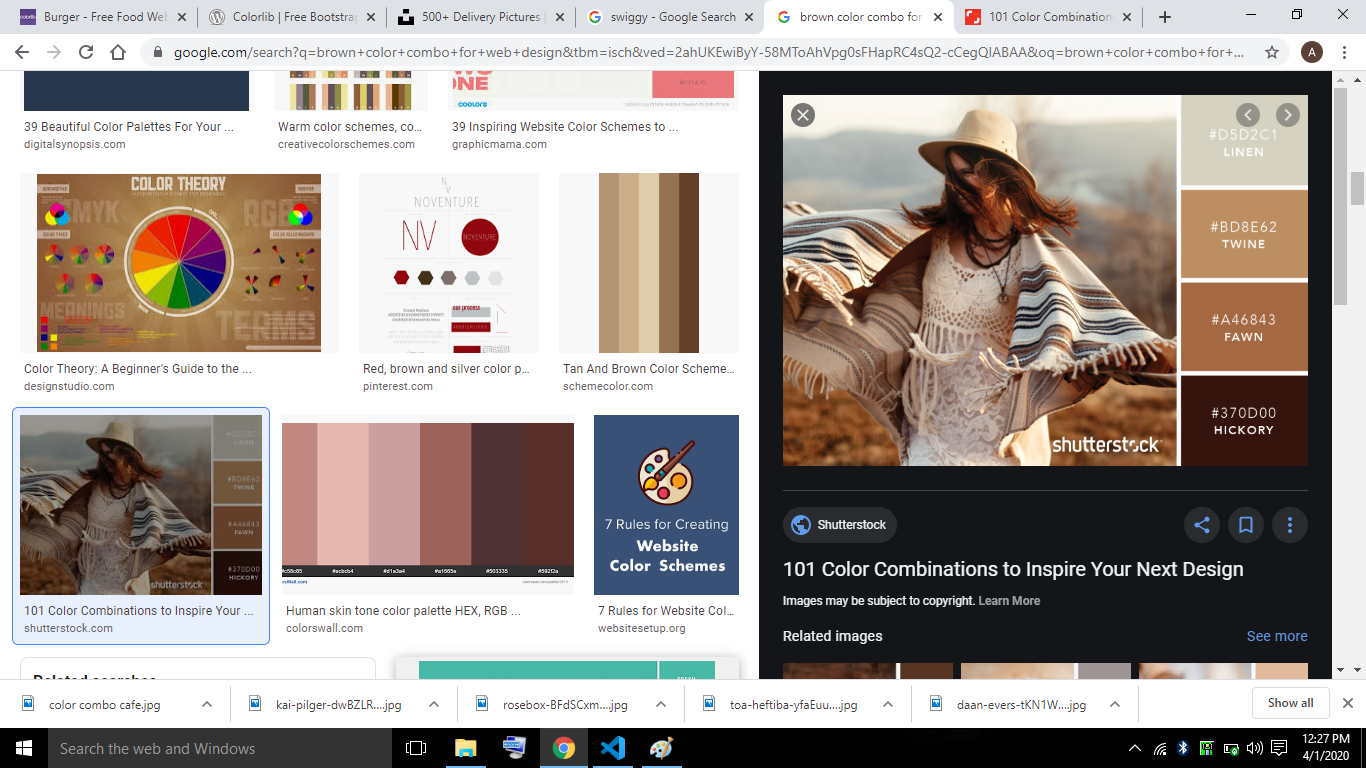 Burger - Free Food Web
Colorlib | Free Bootstrap
500+ Delivery Pictures [
swiggy - Google Search
brown color combo for
101 Color Combination
google.com/search?q=brown+color+combo+for+web+design&tbm=isch&ved=2ahUKEwiByY-58MToAhVpg0sFHapRC4sQ2-cCegQIABAA&oq=brown+color+combo+for+...
A
ONE
COOLORS
39 Beautiful Color Palettes For Your ...
digitalsynopsis.com
Warm color schemes, co...
creativecolorschemes.com
39 Inspiring Website Color Schemes to ...
graphicmama.com
COLOR THEORY
CMYK
RGB
MEANINGS
TERMS
Color Theory: A Beginner's Guide to the ...
designstudio.com
N
V
NOVENTURE
NV
NOVENTURE
our process
Red, brown and silver color p...
pinterest.com
Tan And Brown Color Scheme...
schemecolor.com
#D5D2C1
LINEN
#BD8E62
TWINE
#A46843
FAWN
#370D00
HICKORY
shutterstock
101 Color Combinations to Inspire Your ...
shutterstock.com
#c58c85
#ecbcb4
#d1a3a4
#a1665e
#503335
#592f2a
Human skin tone color palette HEX, RGB ...
colorswall.com
7 Rules for Creating
Website
Color Schemes
7 Rules for Website Col...
websitesetup.org
Related searches
FRESH
#D5D2C1
LINEN
#BD8E62
TWINE
#A46843
FAWN
#370D00
HICKORY
shutterstock
Shutterstock
101 Color Combinations to Inspire Your Next Design
Images may be subject to copyright. Learn More
Related images
See more
color combo cafe.jpg
kai-pilger-dwBZLR....jpg
rosebox-BFdSCxm....jpg
toa-heftiba-yfaEuu....jpg
daan-evers-tKN1W....jpg
Show all
Search the web and Windows
12:27 PM
4/1/2020